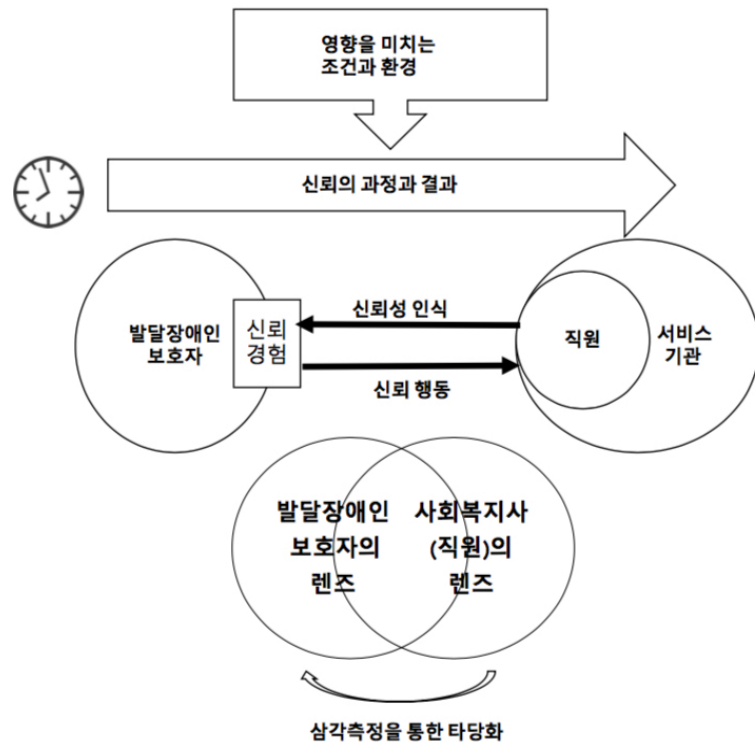 영향을 미치는
조건과 환경
신뢰의 과정과 결과
발달장애인
보호자
신뢰
경험
신뢰성 인식
신뢰 행동
직원
서비스
기관
발달장애인
보호자의
렌즈
사회복지사
(직원)의
렌즈
삼각측정을 통한 타당화